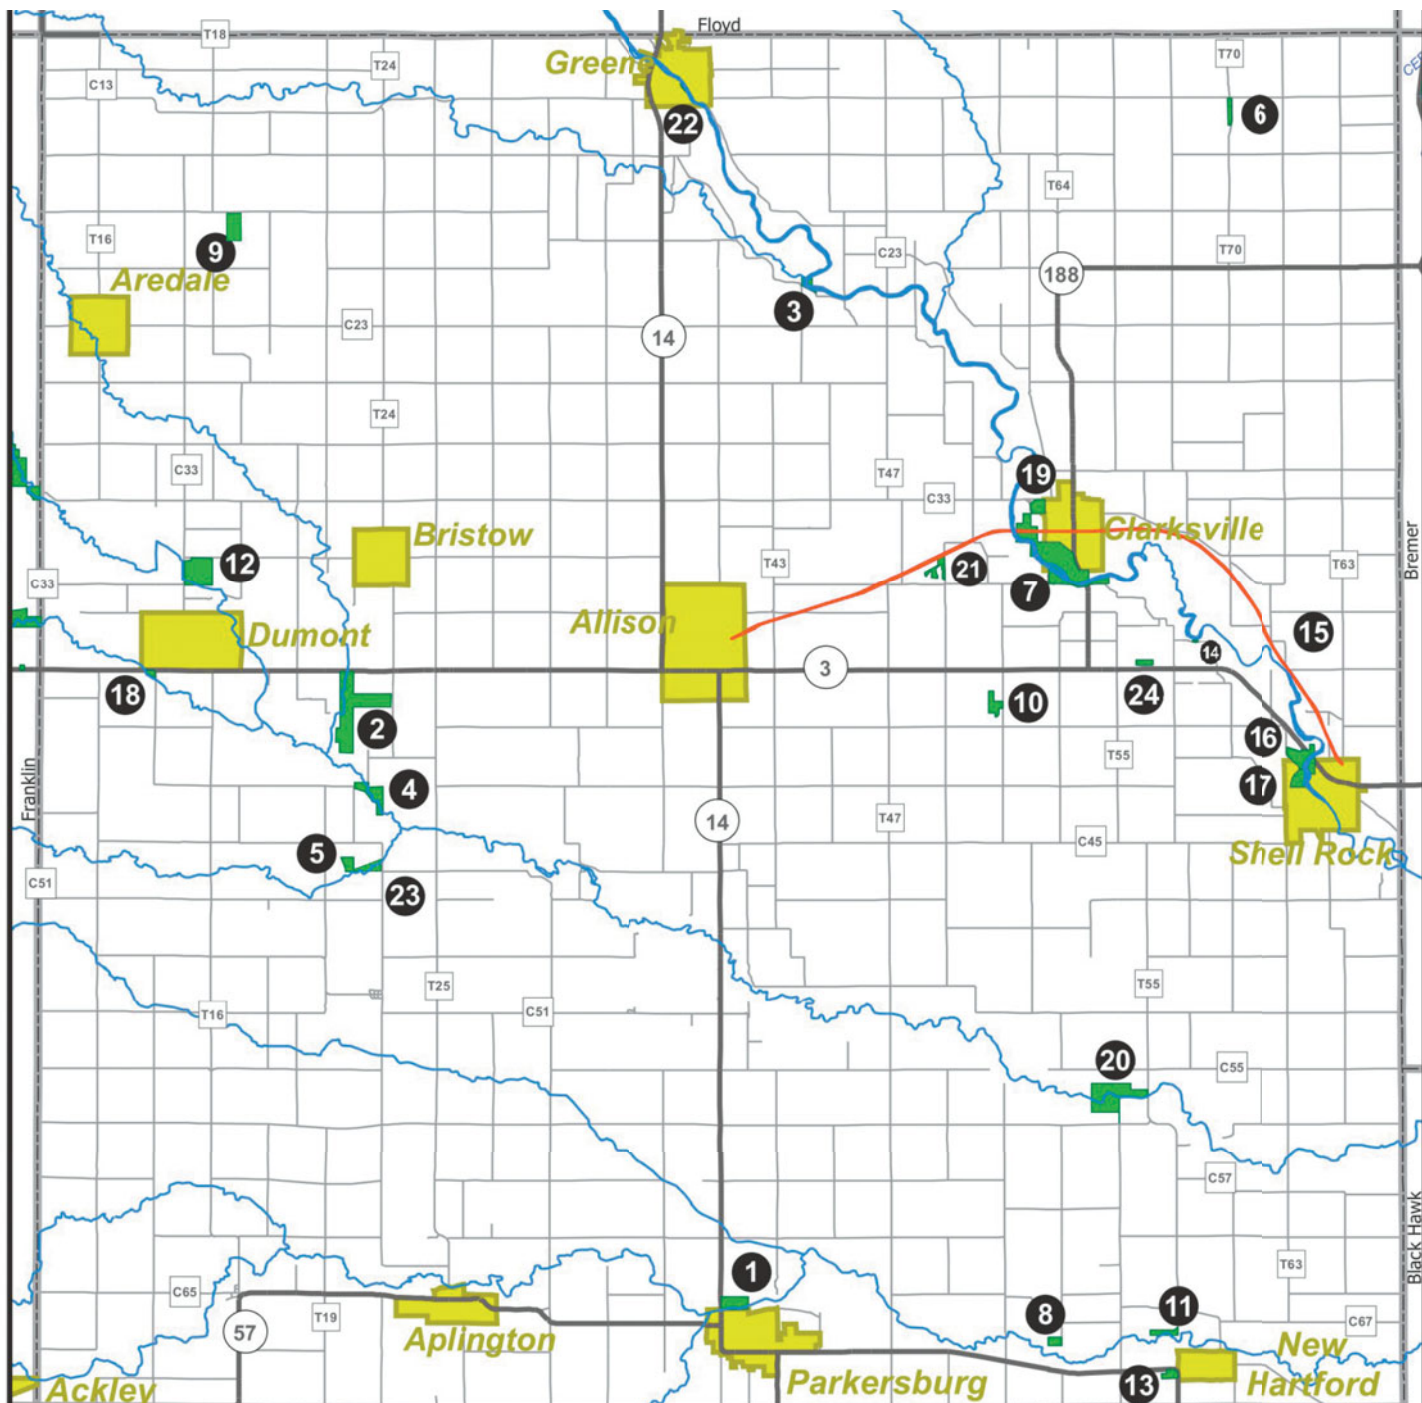 Floyd
T18
T24
T70
CE
Greene
C13
6
22
T64
T16
9
C23
T70
Aredale
188
3
C23
14
T24
C33
T47
19
C33
Bristow
Clarksville
Bremer
12
T43
21
T63
C33
7
Allison
Dumont
15
14
3
18
24
10
2
16
T55
Franklin
4
17
14
T47
C45
5
Shell Rock
C51
23
T25
T55
T16
C51
20
C55
C57
Black Hawk
1
T63
C65
11
8
T19
C67
57
Aplington
New
Hartford
Parkersburg
13
Ackley